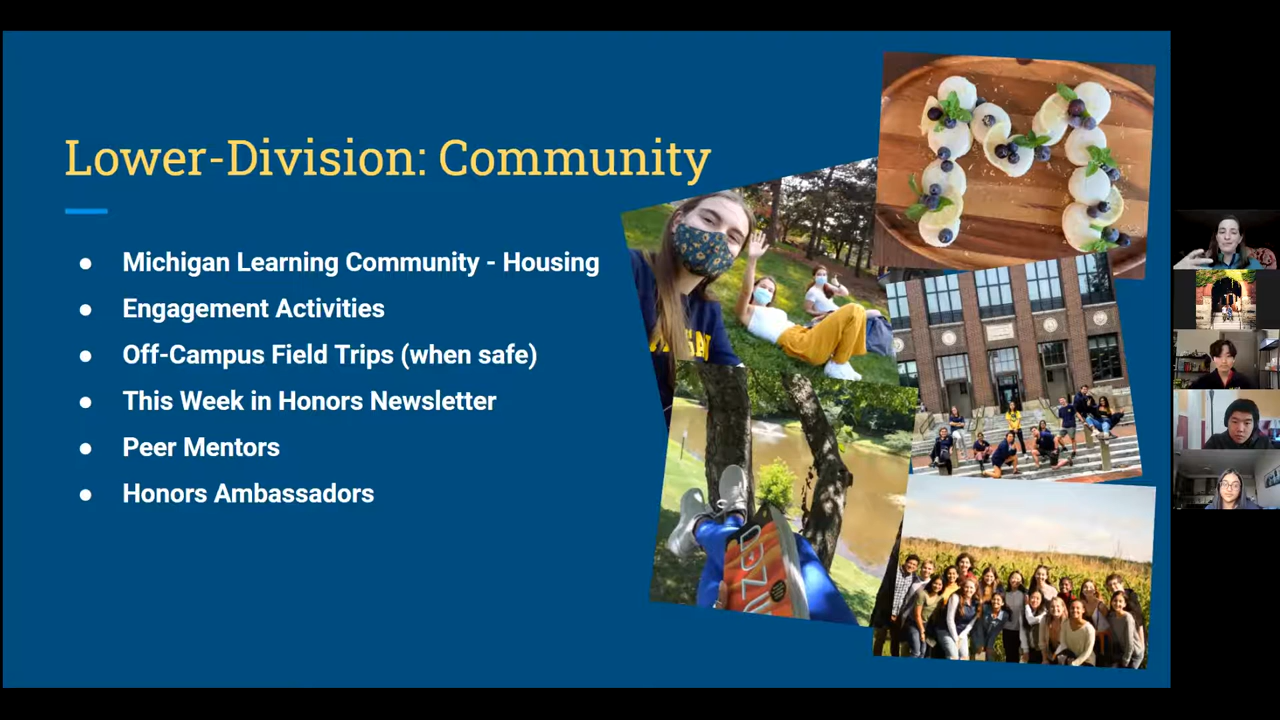 Lower-Division: Community
● Michigan Learning Community - Housing
● Engagement Activities
● Off-Campus Field Trips (when safe)
● This Week in Honors Newsletter
● Peer Mentors
● Honors Ambassadors